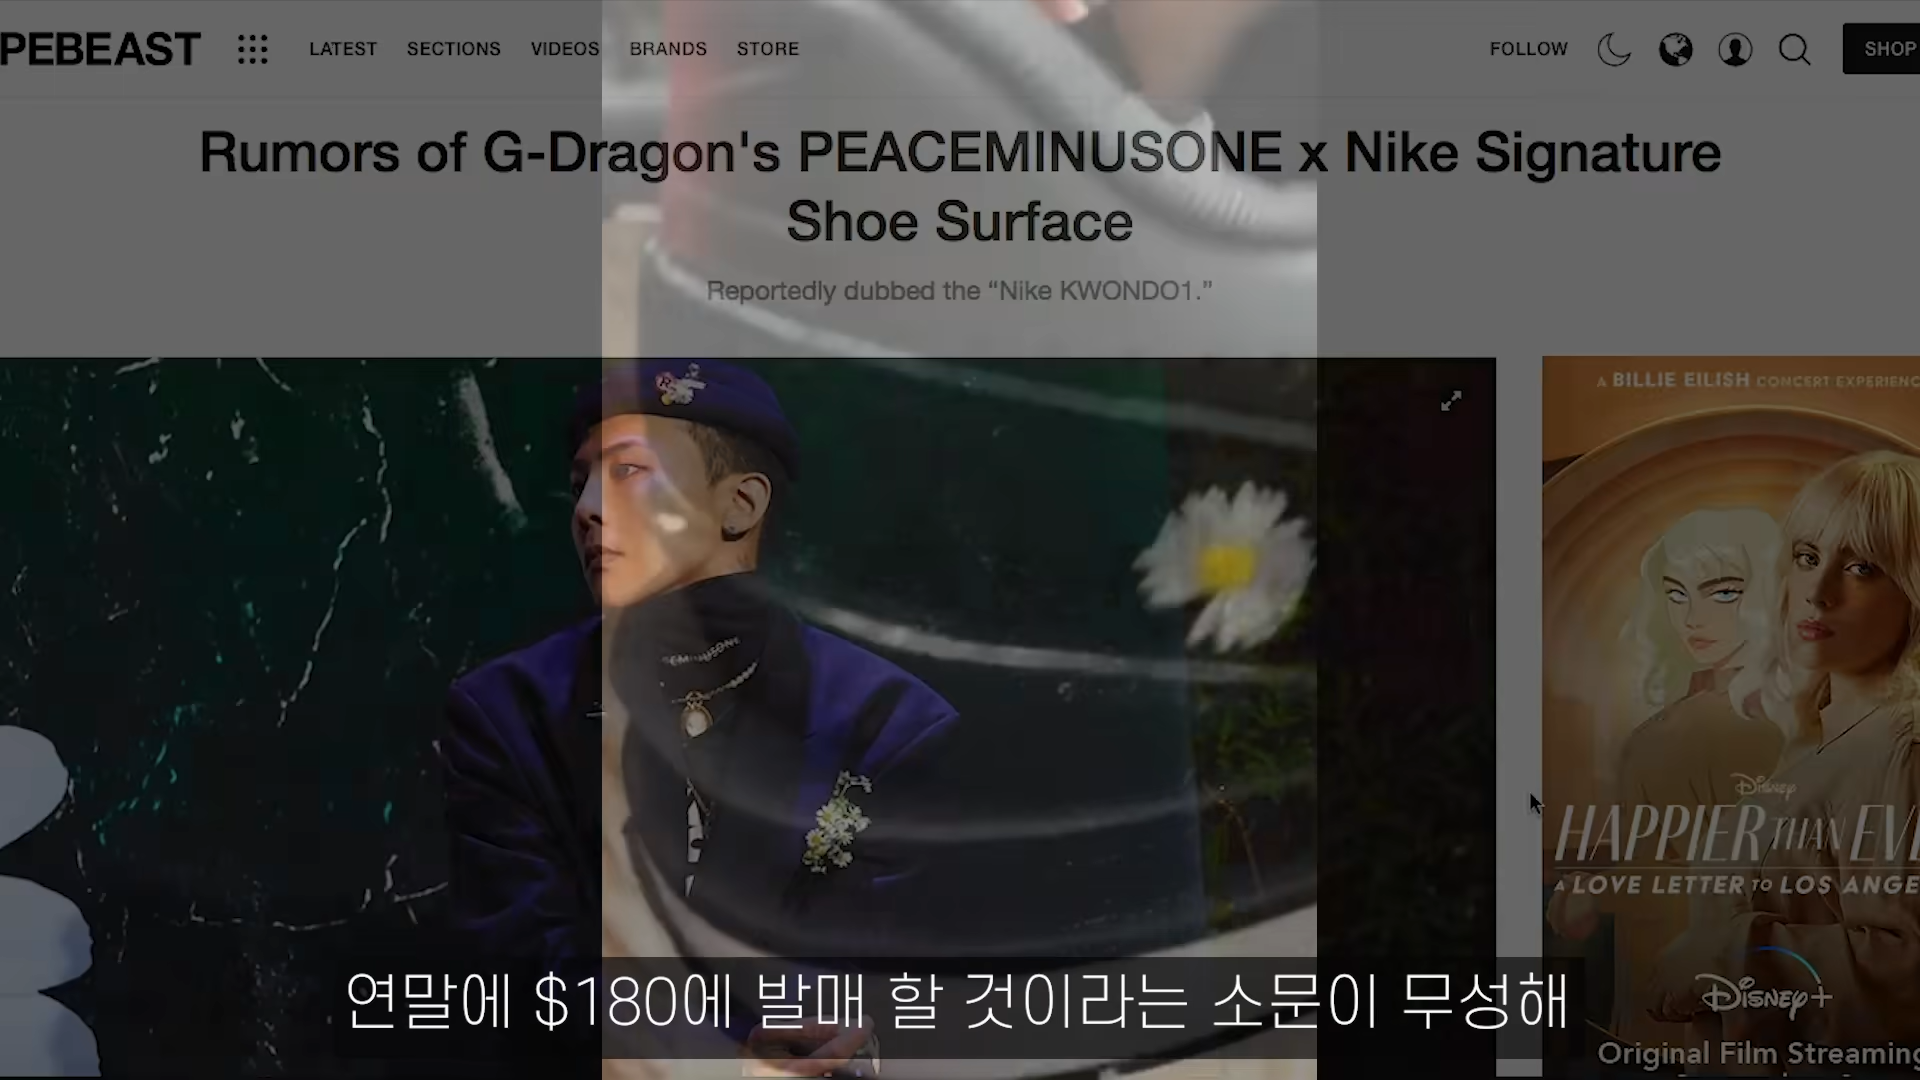 PEBEAST
LATEST SECTIONS VIDEOS BRANDS STORE
FOLLOW
SHOP
Rumors of G-Dragon's PEACEMINUSONE x Nike Signature
Shoe Surface
Reportedly dubbed the “Nike KWONDO1.”
A BILLIE EILISH CONCERT EXPERIENC
Disney
HAPPIER THAN EV
A LOVE LETTER TO LOS ANGE
Disney+
Original Film Streaming
연말에 $180에 발매 할 것이라는 소문이 무성해